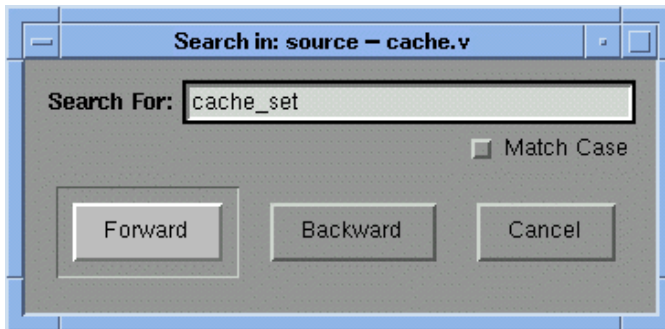 Search in: source – cache.v
Search For: cache_set
Match Case
Forward Backward Cancel